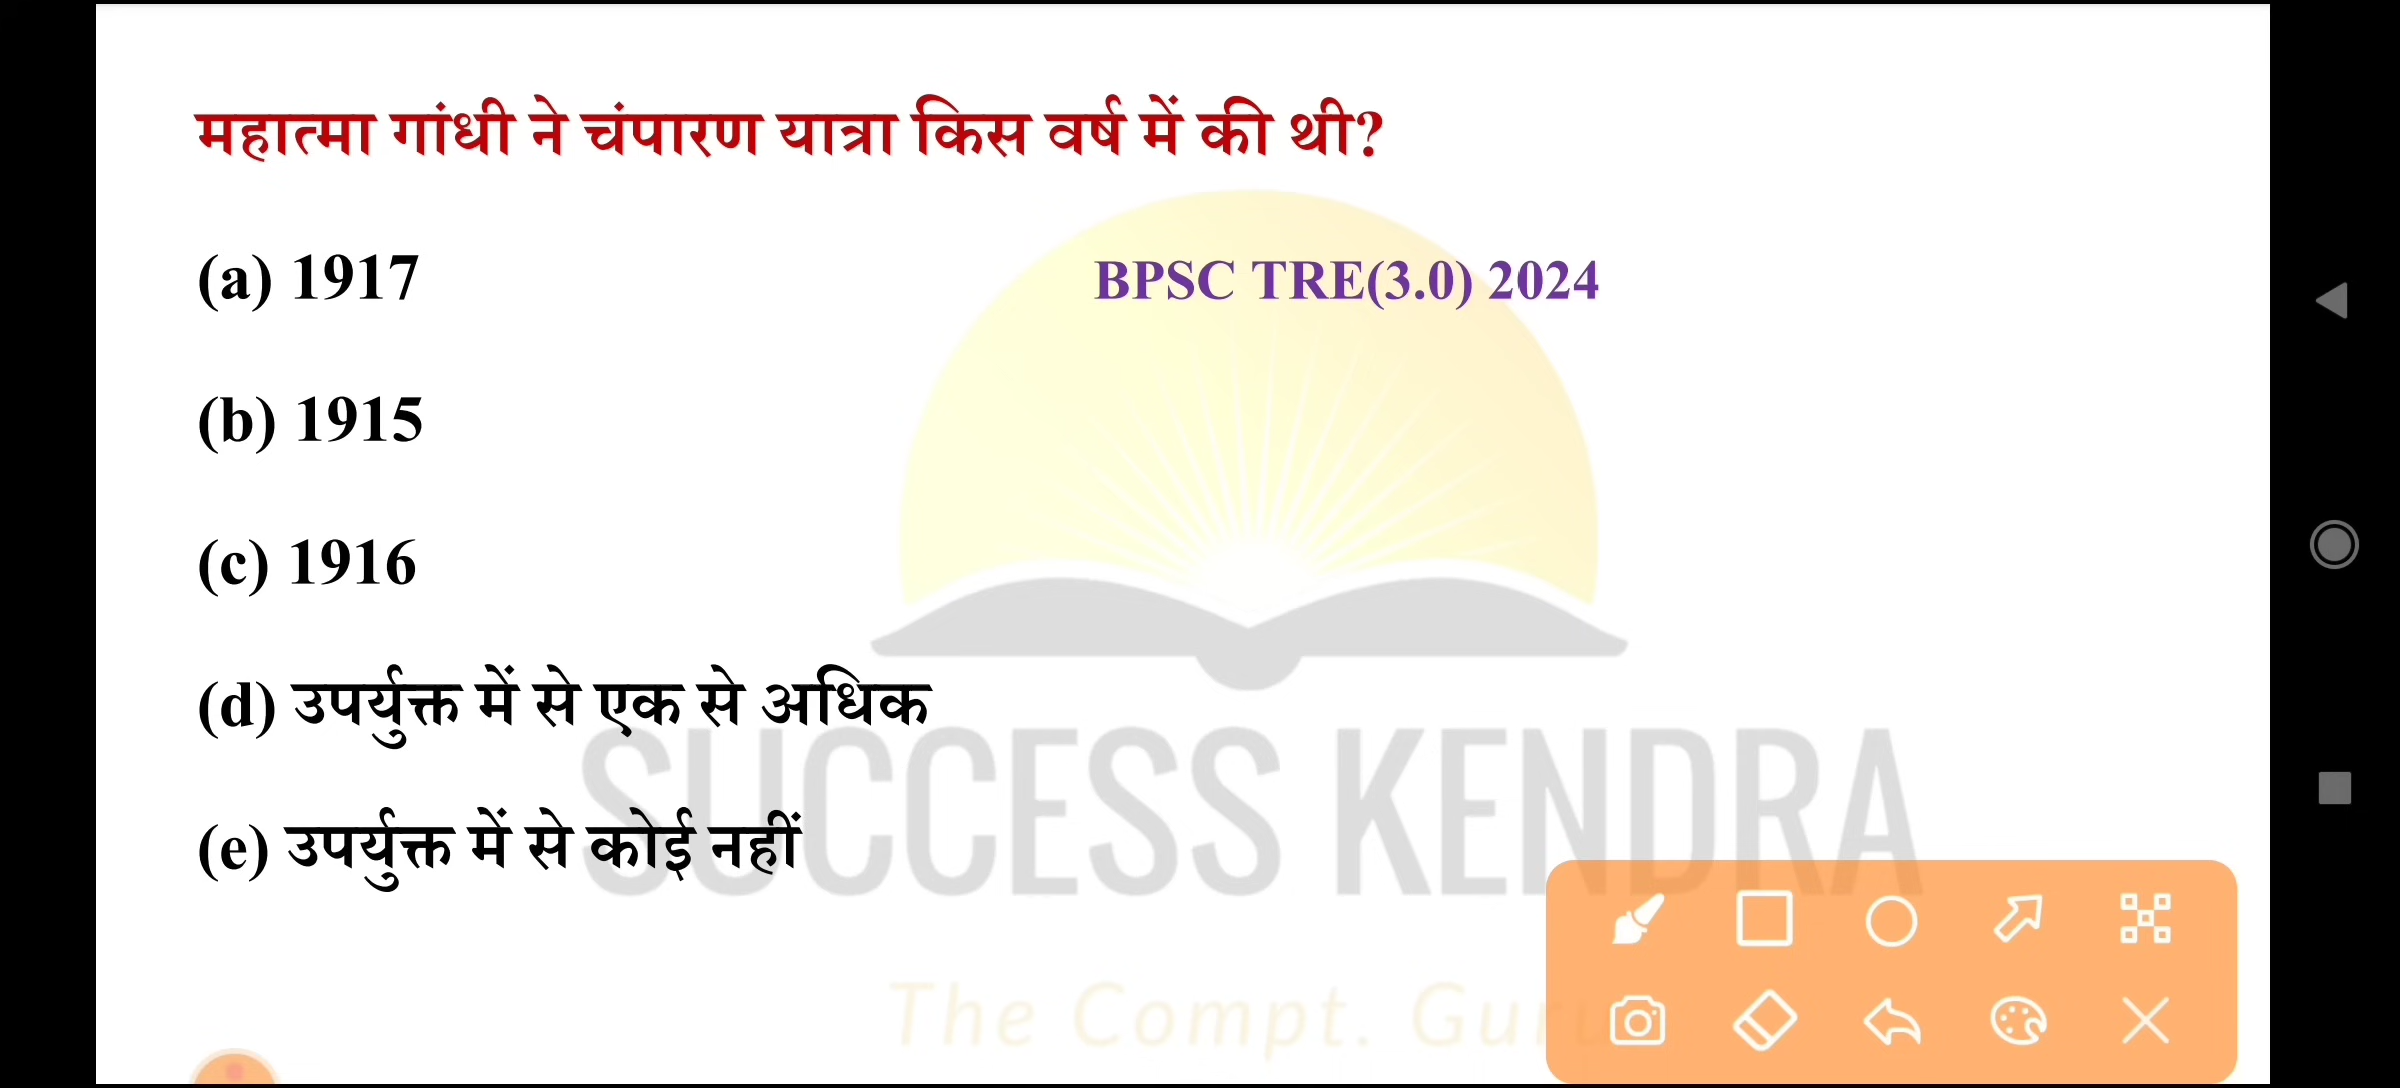 महात्मा गांधी ने चंपारण यात्रा किस वर्ष में की थी?
(a) 1917
BPSC TRE(3.0) 2024
(b) 1915
(c) 1916
(d) उपर्युक्त में से एक से अधिक
(e) उपर्युक्त में से कोई नहीं
SUCCESS KENDRA
The Compt. Guru